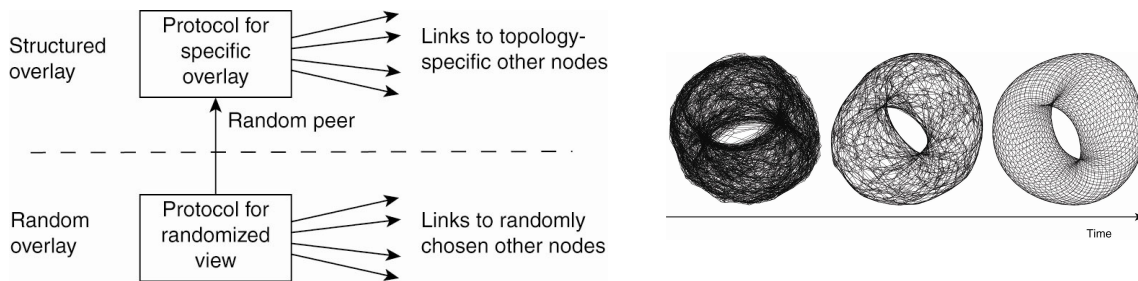 Structured
overlay
Protocol for
specific
overlay
Links to topology-
specific other nodes
Random peer
Random
overlay
Protocol for
randomized
view
Links to randomly
chosen other nodes
Time